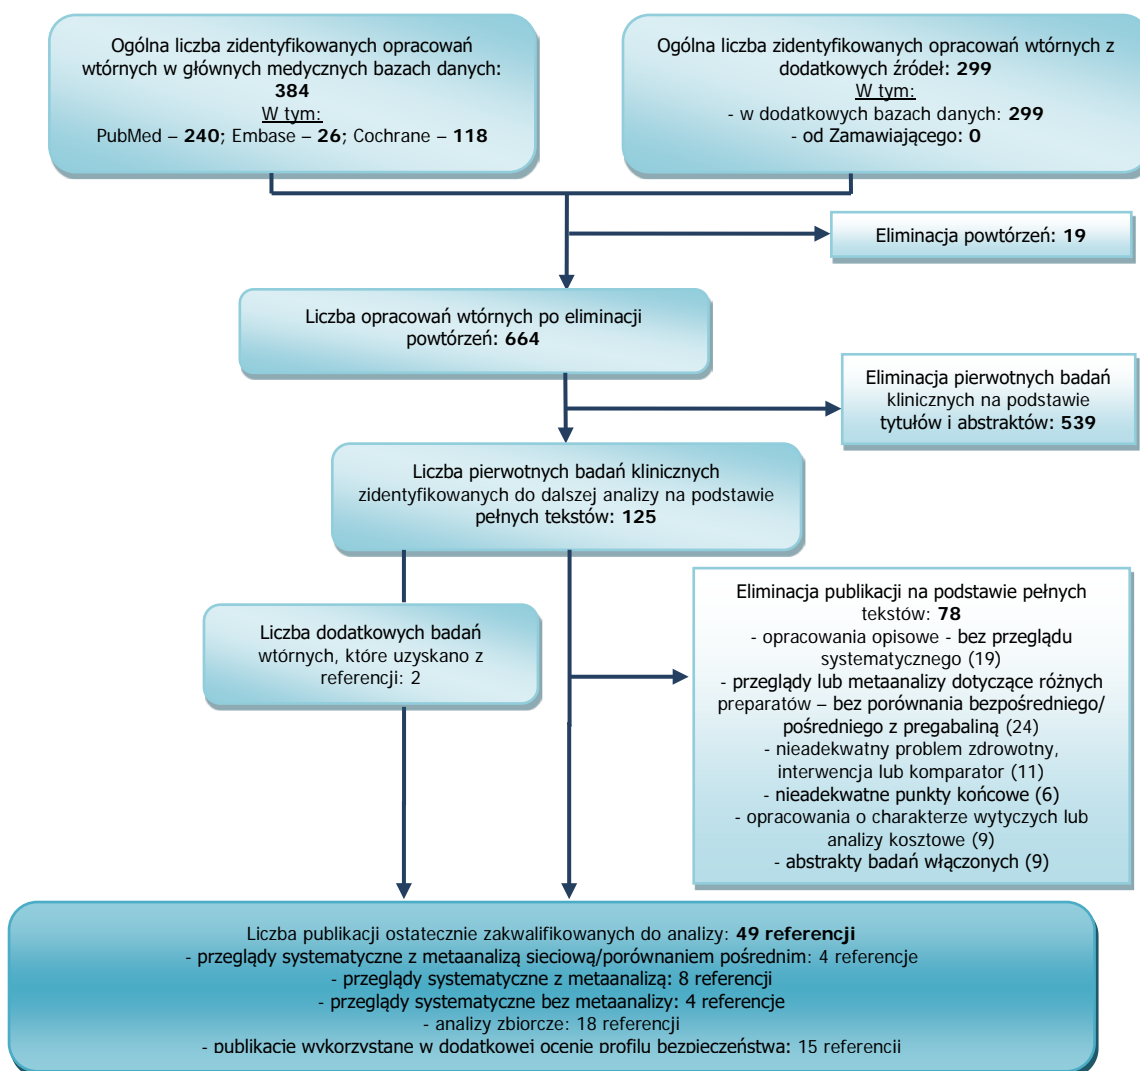 Ogólna liczba zidentyfikowanych opracowań
wtórnych w głównych medycznych bazach danych:
384
W tym:
PubMed – 240; Embase – 26; Cochrane – 118
Ogólna liczba zidentyfikowanych opracowań wtórnych z
dodatkowych źródeł: 299
W tym:
- w dodatkowych bazach danych: 299
- od Zamawiającego: 0
Eliminacja powtórzeń: 19
Liczba opracowań wtórnych po eliminacji
powtórzeń: 664
Eliminacja pierwotnych badań
klinicznych na podstawie
tytułów i abstraktów: 539
Liczba pierwotnych badań klinicznych
zidentyfikowanych do dalszej analizy na podstawie
pełnych tekstów: 125
Liczba dodatkowych badań
wtórnych, które uzyskano z
referencji: 2
Eliminacja publikacji na podstawie pełnych
tekstów: 78
- opracowania opisowe - bez przeglądu
systematycznego (19)
- przeglądy lub metaanalizy dotyczące różnych
preparatów – bez porównania bezpośredniego/
pośredniego z pregabaliną (24)
- nieadekwatny problem zdrowotny,
interwencja lub komparator (11)
- nieadekwatne punkty końcowe (6)
- opracowania o charakterze wytyczych lub
analizy kosztowe (9)
- abstrakty badań włączonych (9)
Liczba publikacji ostatecznie zakwalifikowanych do analizy: 49 referencji
- przeglądy systematyczne z metaanalizą sieciową/porównaniem pośrednim: 4 referencje
- przeglądy systematyczne z metaanalizą: 8 referencji
- przeglądy systematyczne bez metaanalizy: 4 referencje
- analizy zbiorcze: 18 referencji
- publikacje wykorzystane w dodatkowej ocenie profilu bezpieczeństwa: 15 referencji